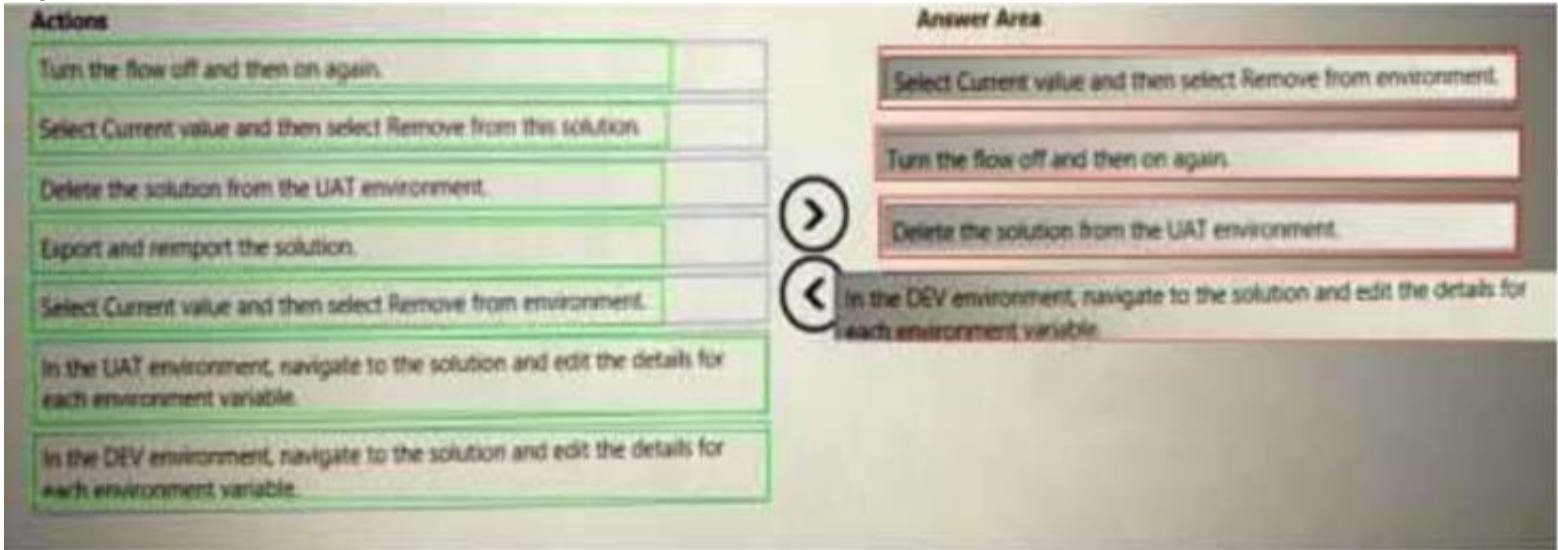 Actions
Turn the flow off and then on again.
Select Current value and then select Remove from this solution.
Delete the solution from the UAT environment.
Export and reimport the solution.
Select Current value and then select Remove from environment.
In the UAT environment, navigate to the solution and edit the details for
each environment variable.
In the DEV environment, navigate to the solution and edit the details for
each environment variable.
Answer Area
Select Current value and then select Remove from environment.
Turn the flow off and then on again.
Delete the solution from the UAT environment.
In the DEV environment, navigate to the solution and edit the details for
each environment variable.